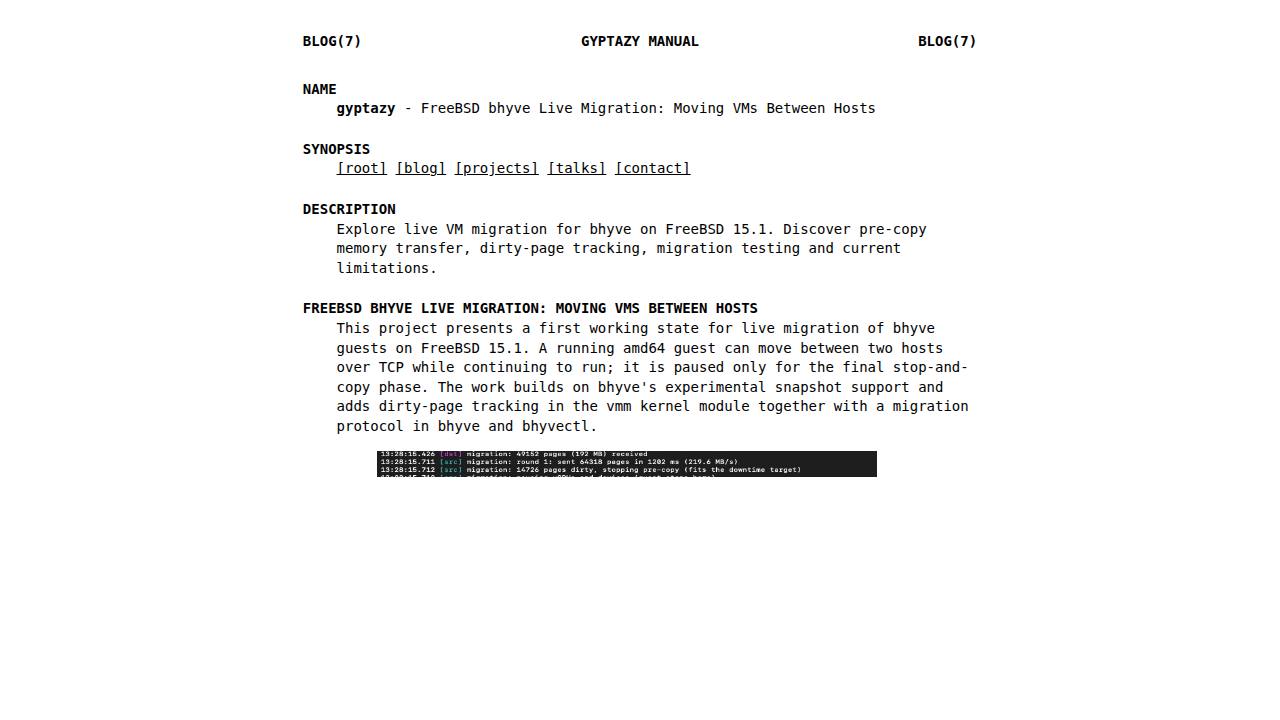 BLOG(7) GYPTAZY MANUAL BLOG(7)
NAME
gyptazy - FreeBSD bhyve Live Migration: Moving VMs Between Hosts
SYNOPSIS
[root] [blog] [projects] [talks] [contact]
DESCRIPTION
Explore live VM migration for bhyve on FreeBSD 15.1. Discover pre-copy
memory transfer, dirty-page tracking, migration testing and current
limitations.
FREEBSD BHYVE LIVE MIGRATION: MOVING VMS BETWEEN HOSTS
This project presents a first working state for live migration of bhyve
guests on FreeBSD 15.1. A running amd64 guest can move between two hosts
over TCP while continuing to run; it is paused only for the final stop-and-
copy phase. The work builds on bhyve's experimental snapshot support and
adds dirty-page tracking in the vmm kernel module together with a migration
protocol in bhyve and bhyvectl.
13:28:15.426 [dst] migration: 49152 pages (192 MB) received
13:28:15.711 [src] migration: round 1: sent 64318 pages in 1202 ms (219.6 MB/s)
13:28:15.712 [src] migration: 14726 pages dirty, stopping pre-copy (fits the downtime target)